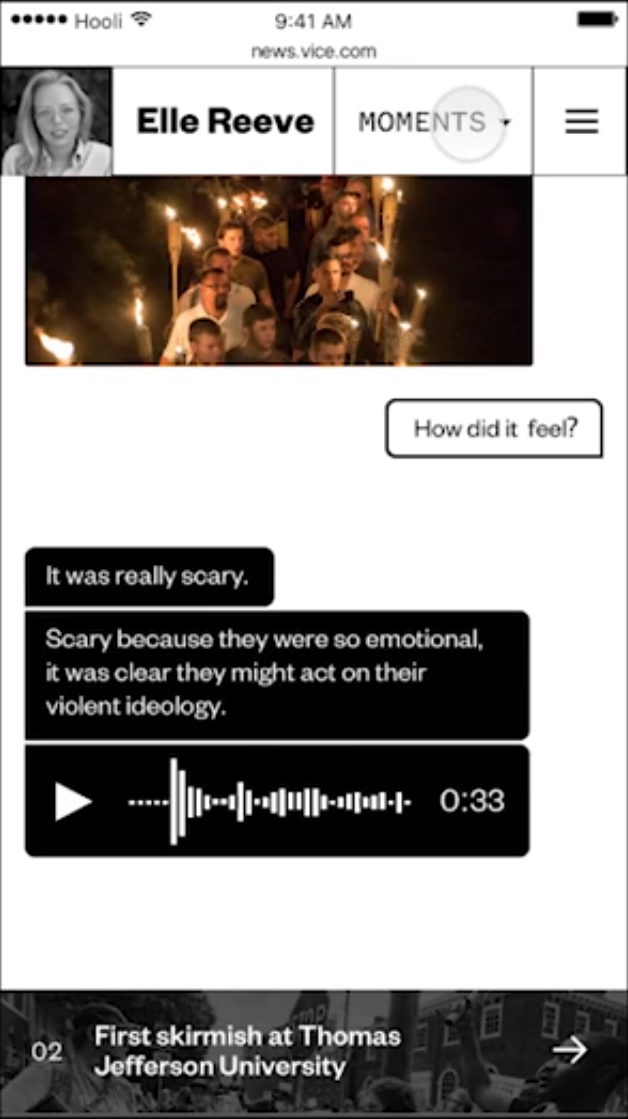 Hooli 9:41 AM
news.vice.com
Elle Reeve MOMENTS
How did it feel?
It was really scary.
Scary because they were so emotional,
it was clear they might act on their
violent ideology.
0:33
02 First skirmish at Thomas
Jefferson University